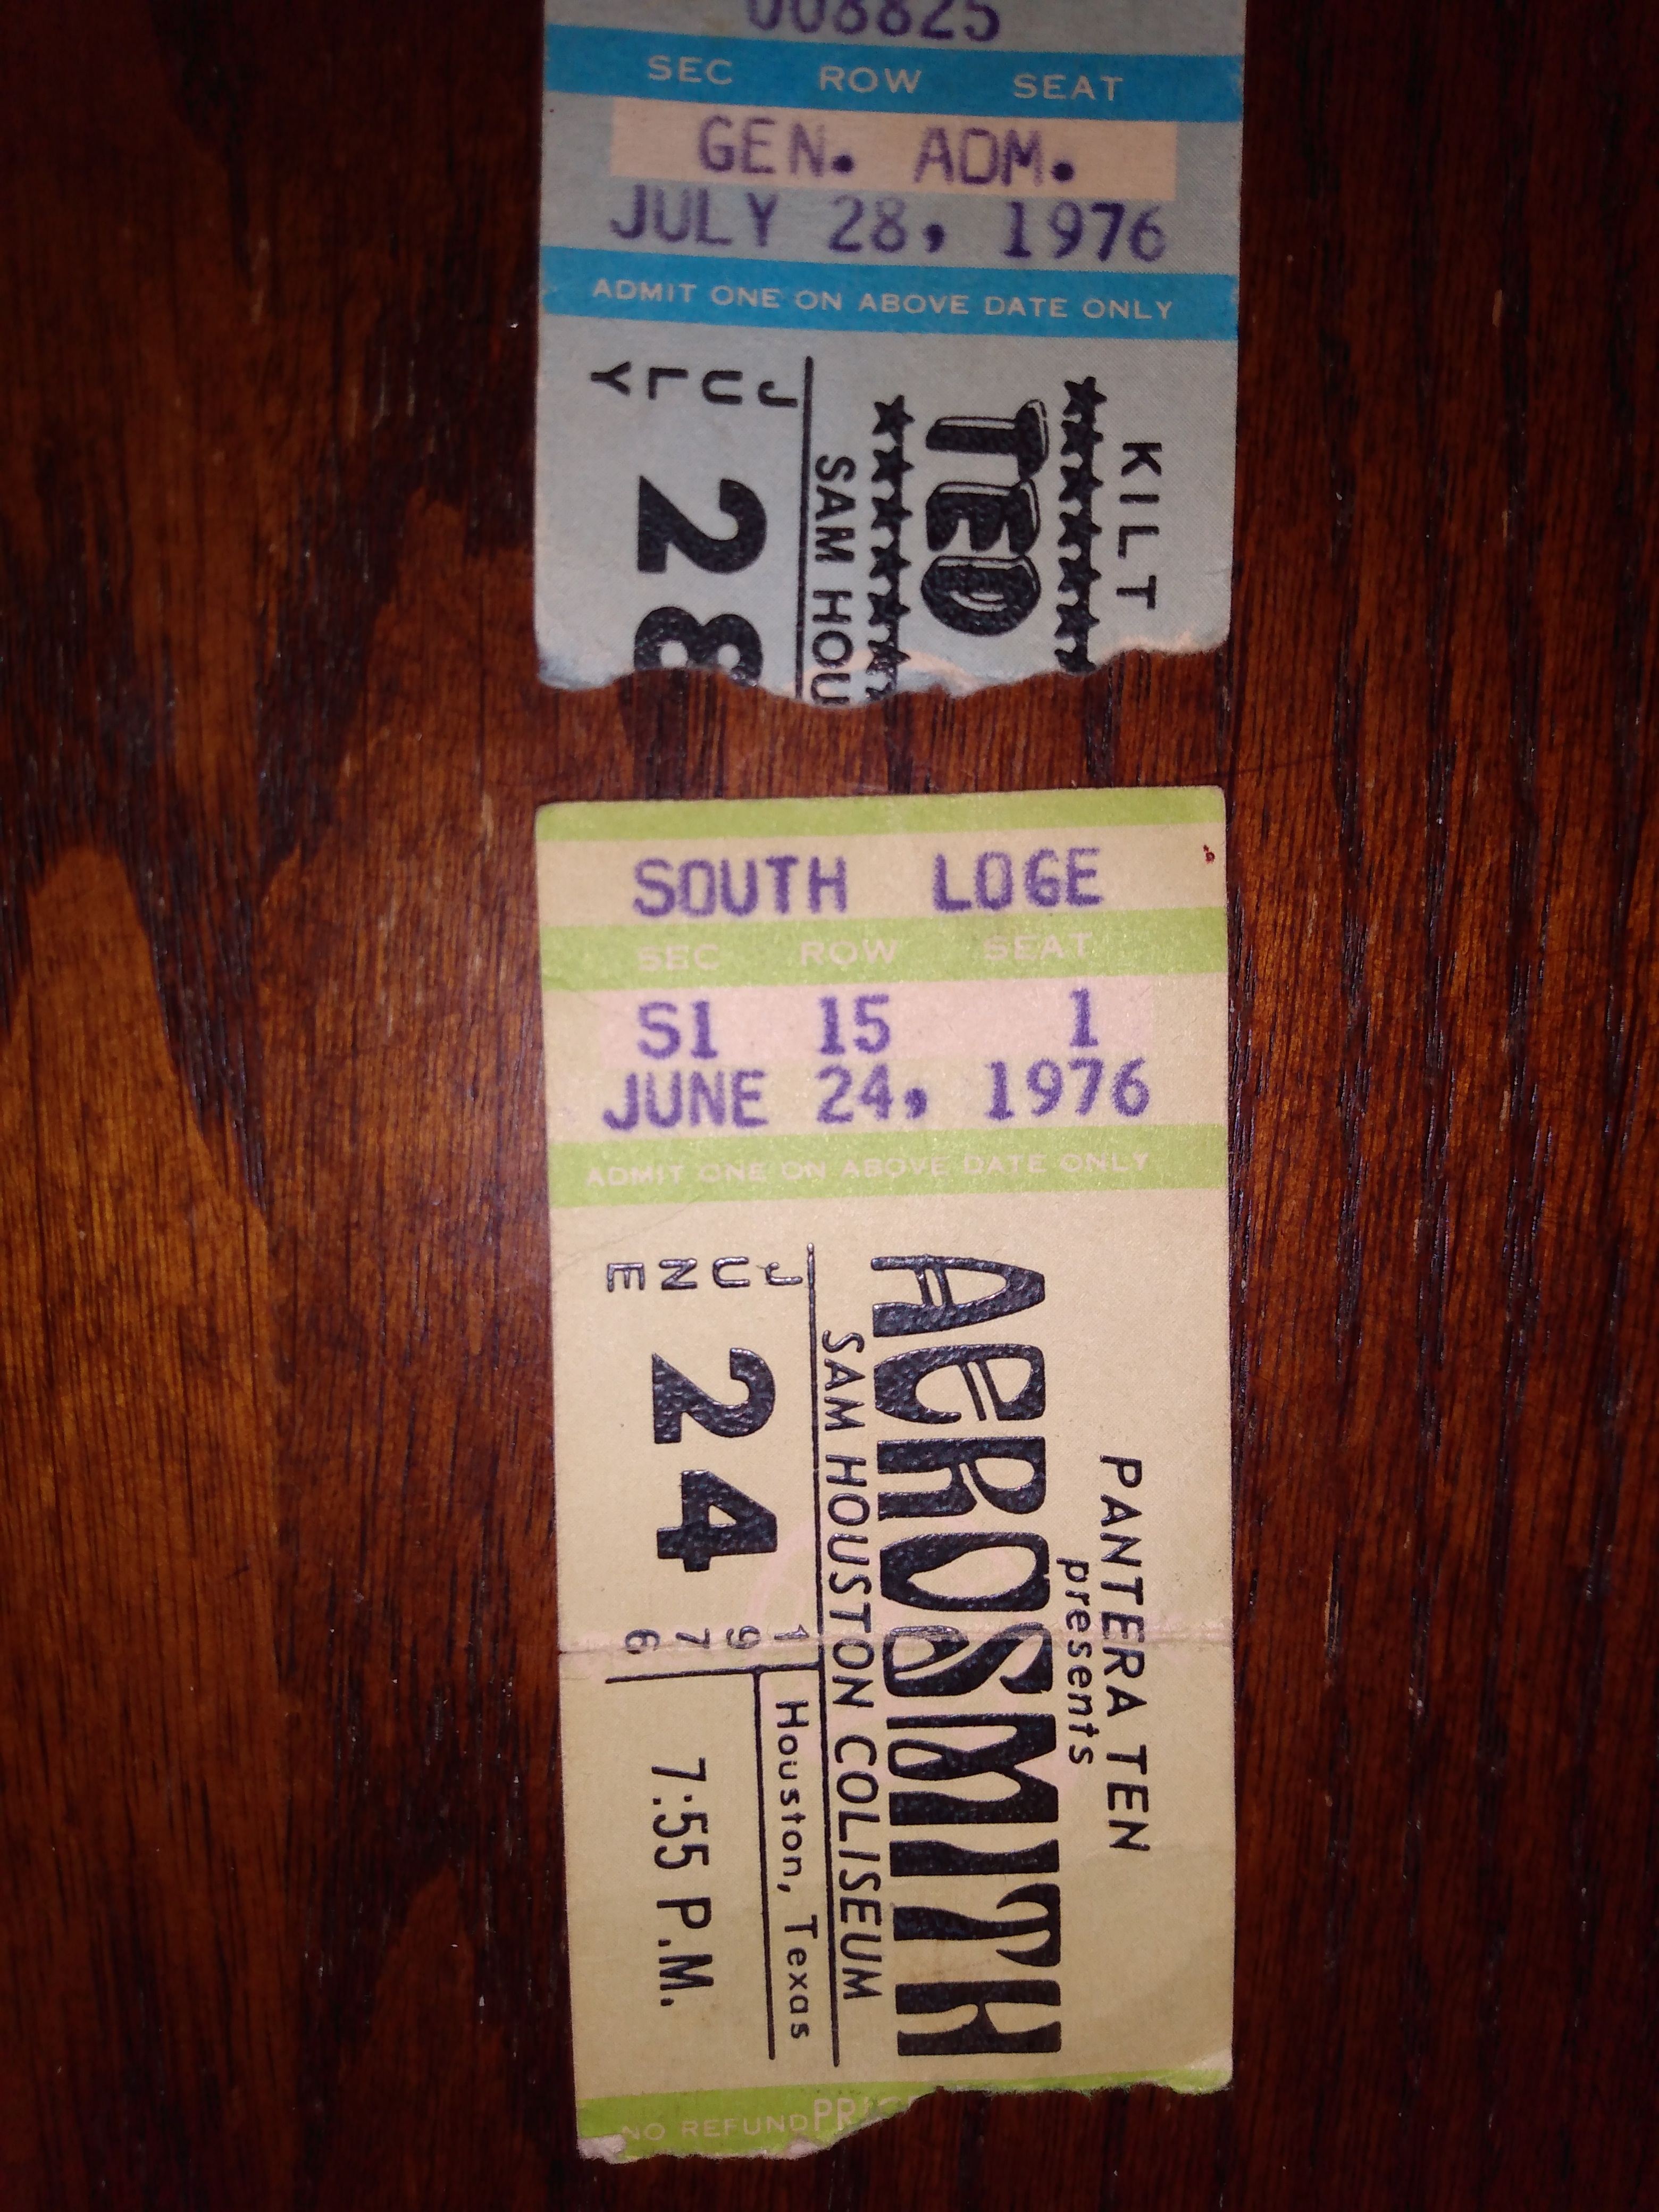 008825
SEC ROW SEAT
GEN. ADM.
JULY 28, 1976
ADMIT ONE ON ABOVE DATE ONLY
KILT
TED
SAM HOU
JULY 28
SOUTH LOGE
SEC ROW SEAT
S1 15 1
JUNE 24, 1976
ADMIT ONE ON ABOVE DATE ONLY
PANTERA TEN
presents
AEROSMITH
SAM HOUSTON COLISEUM
Houston, Texas
JUNE 24 1976
7:55 P.M.
NO REFUND